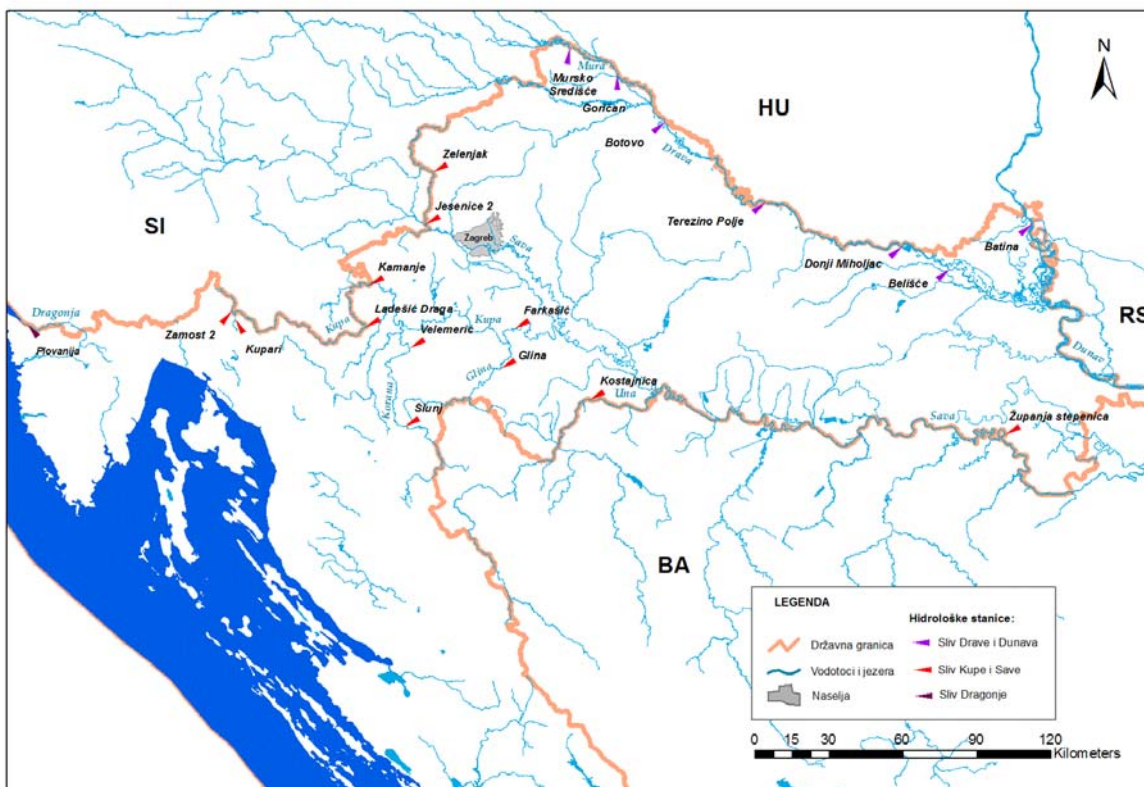 N
HU
Mura
Mursko
Središće
Goričan
Botovo
Drava
Zelenjak
Terezino Polje
Jesenice 2
SI
Zagreb
Sava
Batina
Donji Miholjac
Belišće
Kamanje
RS
Dragonja
Kupa
Ladešić Draga
Kupa
Farkašić
Zamost 2
Velemerić
Plovanija
Kupari
Dunav
Glina
Glina
Kostajnica
Una
Korana
Slunj
Sava
Županja stepenica
BA
LEGENDA
Hidrološke stanice:
Državna granica
Sliv Drave i Dunava
Vodotoci i jezera
Sliv Kupe i Save
Naselja
Sliv Dragonje
0 15 30 60 90 120
Kilometers